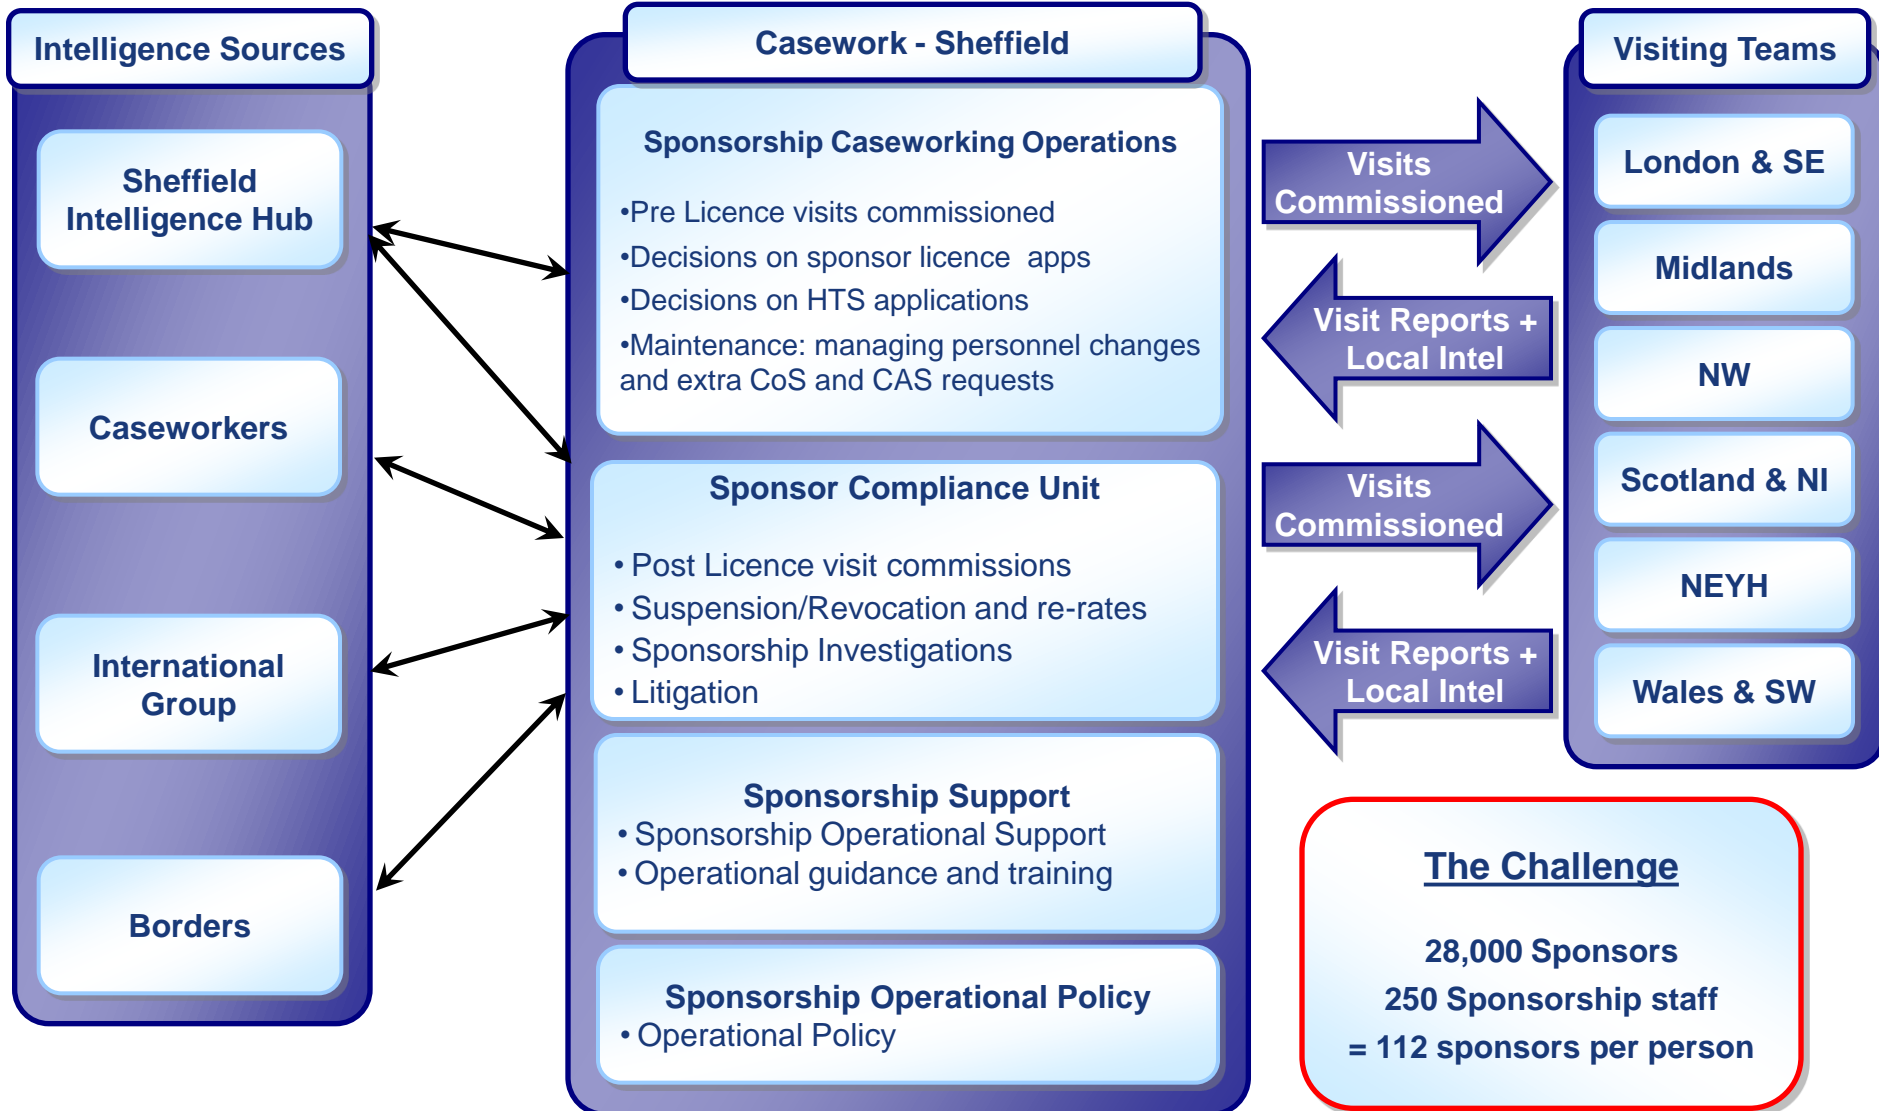 Intelligence Sources
Sheffield
Intelligence Hub
Caseworkers
International
Group
Borders
Casework - Sheffield
Sponsorship Caseworking Operations
•Pre Licence visits commissioned
•Decisions on sponsor licence apps
•Decisions on HTS applications
•Maintenance: managing personnel changes
and extra CoS and CAS requests
Sponsor Compliance Unit
• Post Licence visit commissions
• Suspension/Revocation and re-rates
• Sponsorship Investigations
• Litigation
Sponsorship Support
• Sponsorship Operational Support
• Operational guidance and training
Sponsorship Operational Policy
• Operational Policy
Visits
Commissioned
Visit Reports +
Local Intel
Visits
Commissioned
Visit Reports +
Local Intel
Visiting Teams
London & SE
Midlands
NW
Scotland & NI
NEYH
Wales & SW
The Challenge
28,000 Sponsors
250 Sponsorship staff
= 112 sponsors per person